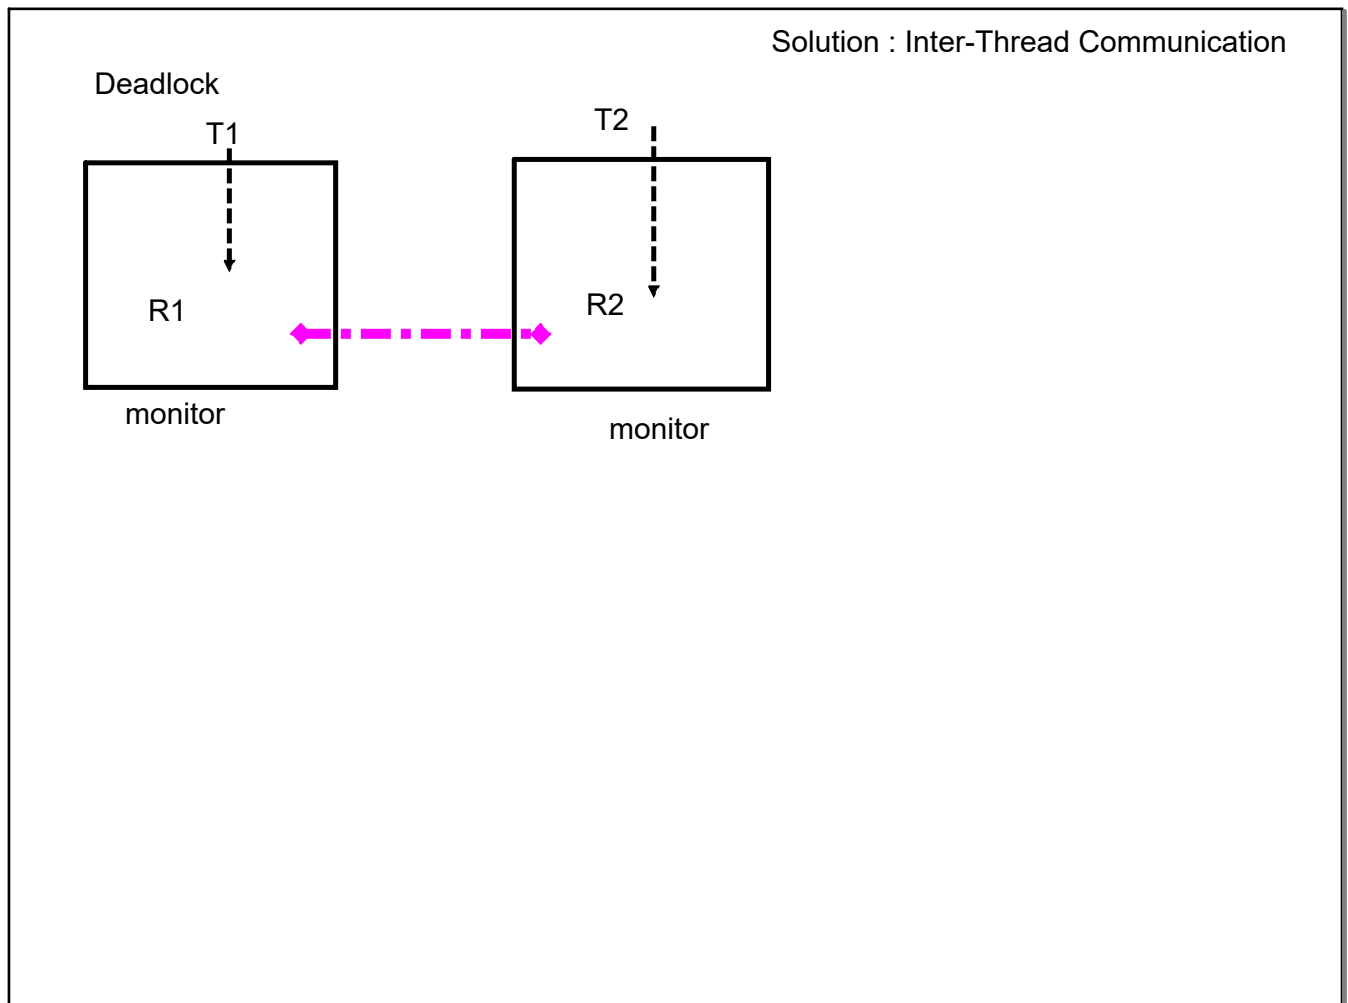 Solution : Inter-Thread Communication
Deadlock
T1
T2
R1
R2
monitor
monitor